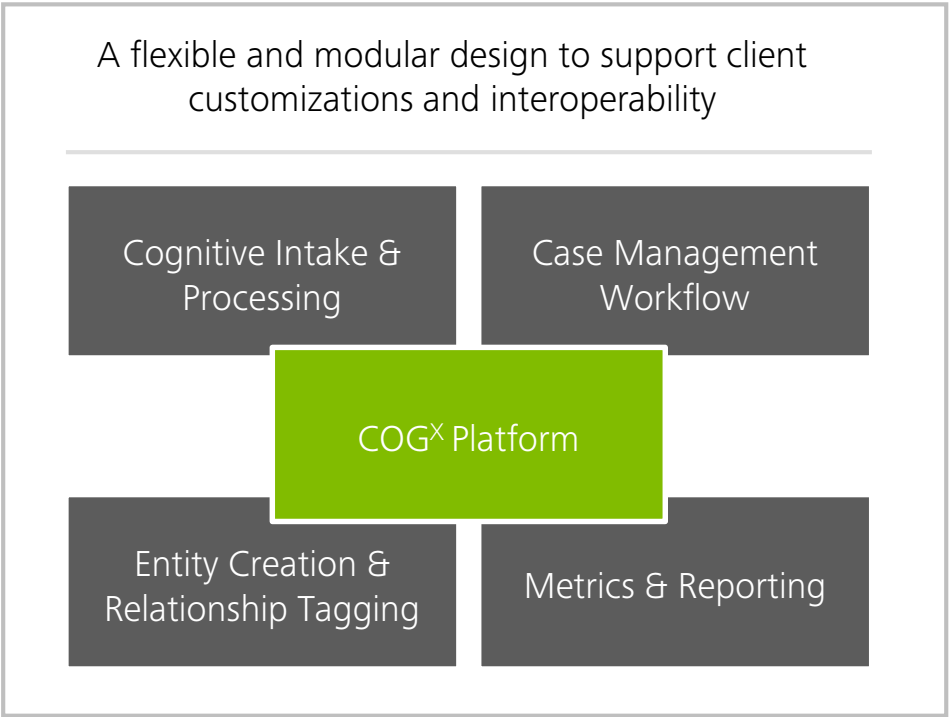 A flexible and modular design to support client
customizations and interoperability
Cognitive Intake &
Processing
Case Management
Workflow
COGX Platform
Entity Creation &
Relationship Tagging
Metrics & Reporting